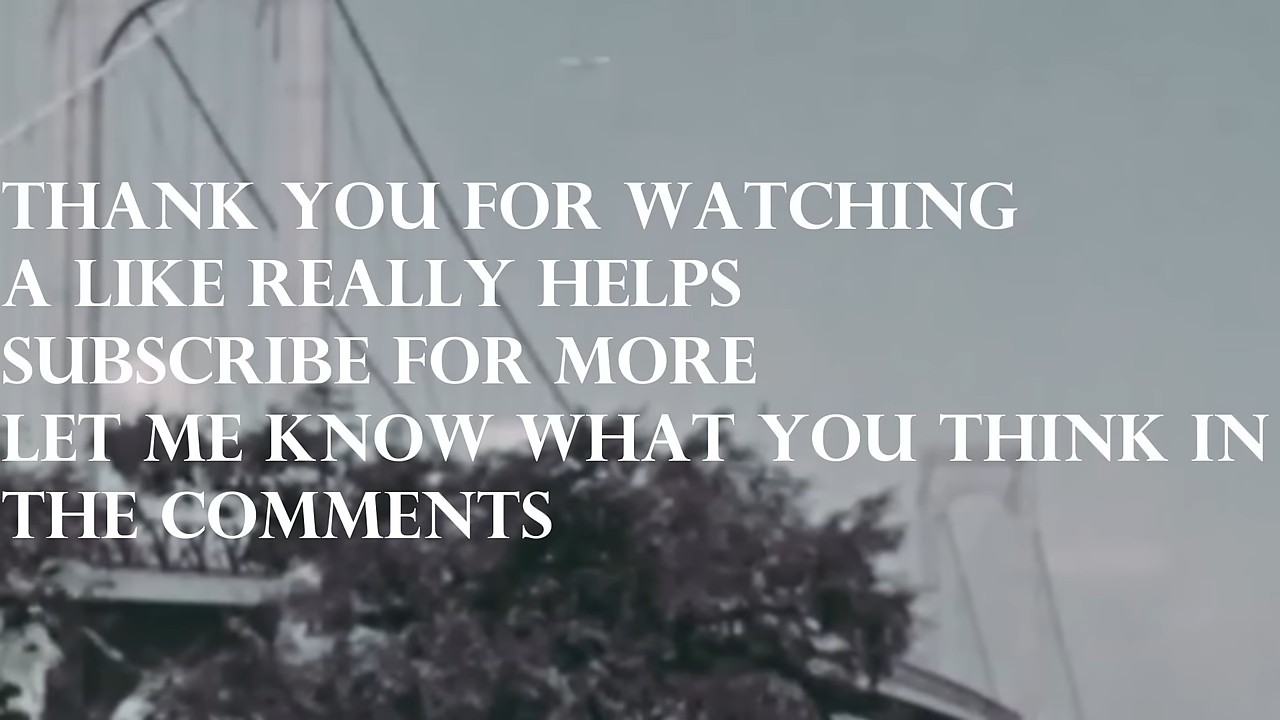 THANK YOU FOR WATCHING
A LIKE REALLY HELPS
SUBSCRIBE FOR MORE
LET ME KNOW WHAT YOU THINK IN
THE COMMENTS